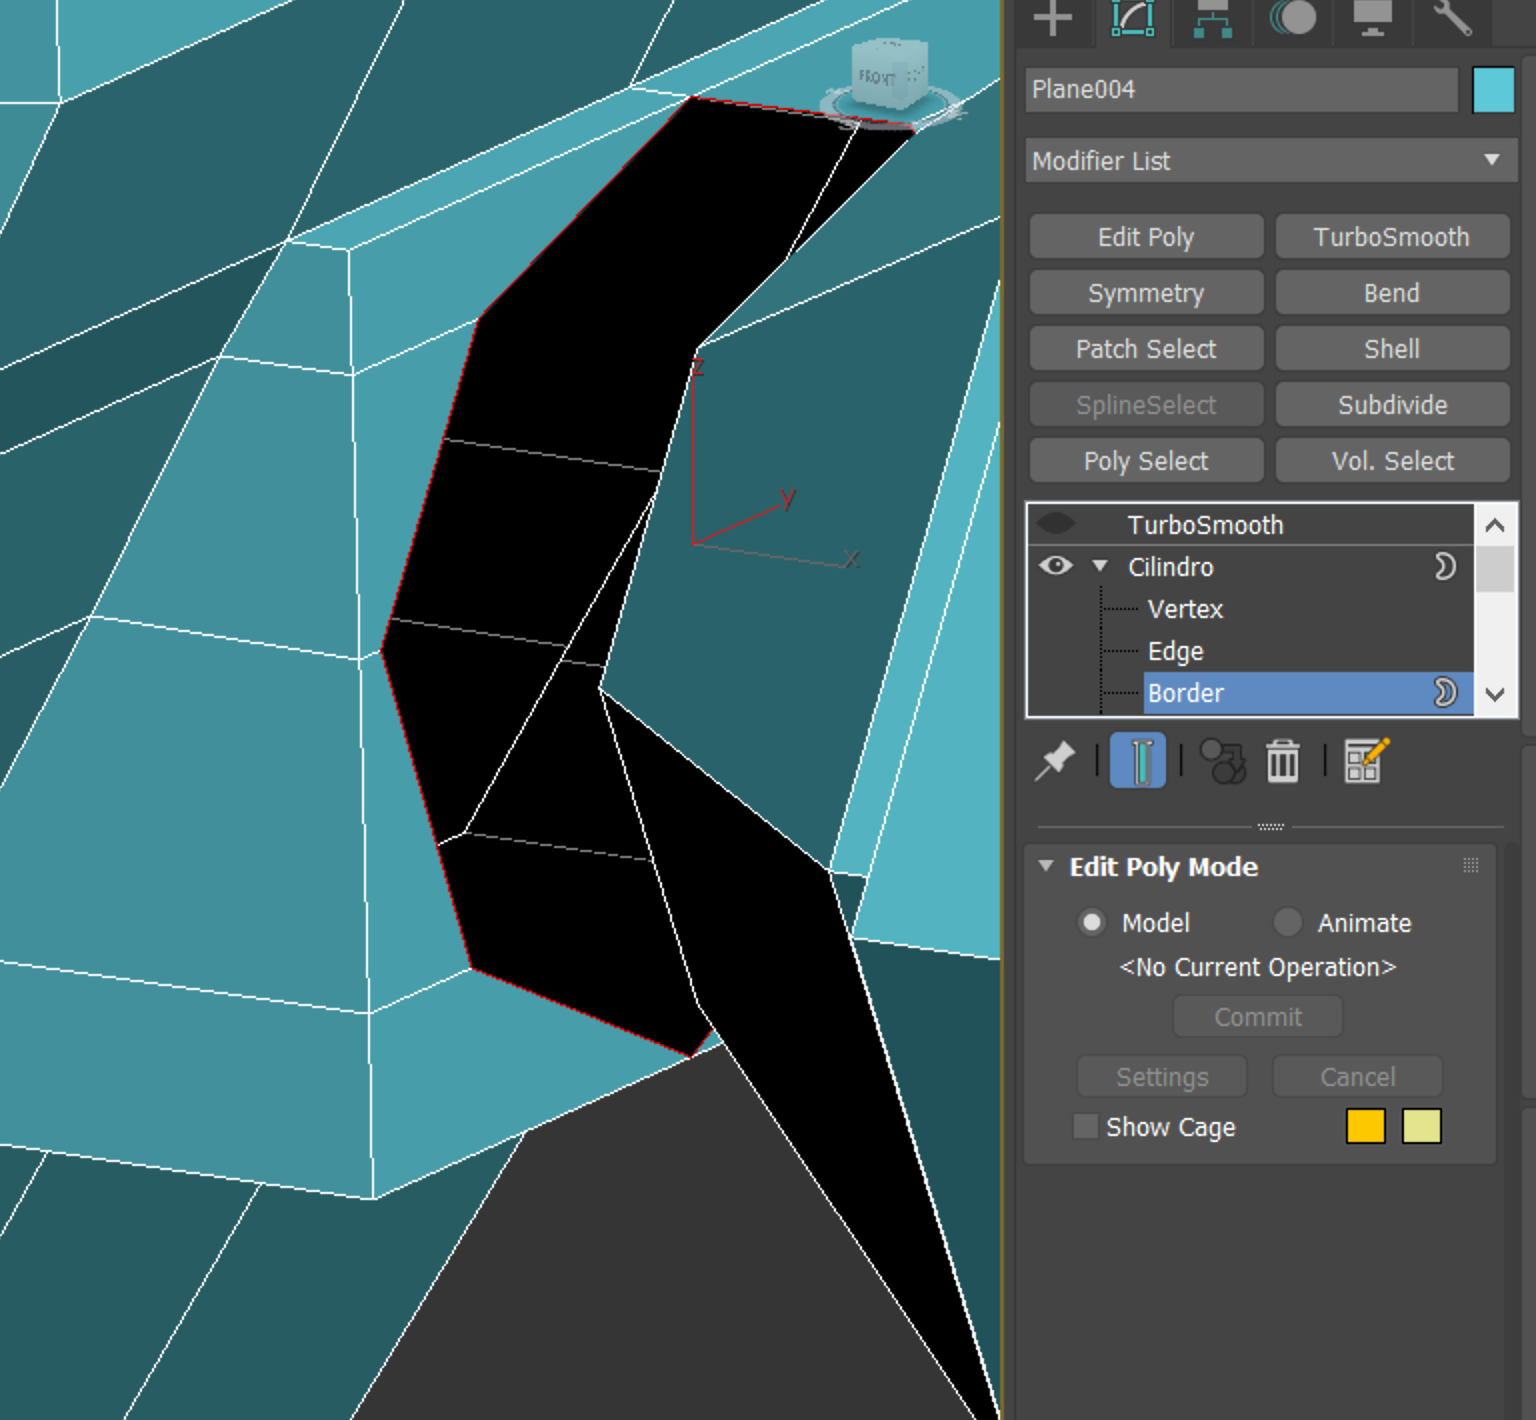 FRONT
S
z
y
x
Plane004
Modifier List
Edit Poly
TurboSmooth
Symmetry
Bend
Patch Select
Shell
SplineSelect
Subdivide
Poly Select
Vol. Select
TurboSmooth
Cilindro
Vertex
Edge
Border
Edit Poly Mode
Model
Animate
<No Current Operation>
Commit
Settings
Cancel
Show Cage